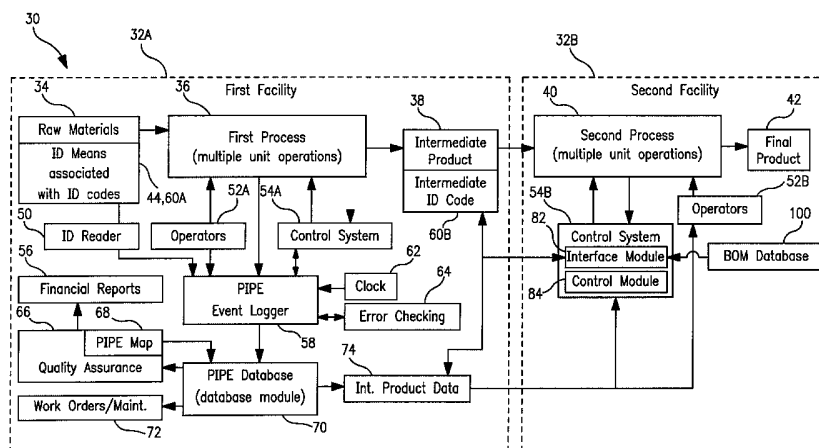 30
32A
32B
34
36
First Facility
38
40
Second Facility
42
Raw Materials
ID Means
associated
with ID codes
First Process
(multiple unit operations)
Intermediate
Product
Intermediate
ID Code
Second Process
(multiple unit operations)
Final
Product
44,60A
52A
54A
60B
54B
52B
50
ID Reader
Operators
Control System
Operators
56
62
64
82
Control System
Interface Module
100
BOM Database
Financial Reports
PIPE
Event Logger
Clock
Error Checking
84
Control Module
66
68
58
PIPE Map
Quality Assurance
74
PIPE Database
(database module)
Int. Product Data
Work Orders/Maint.
72
70